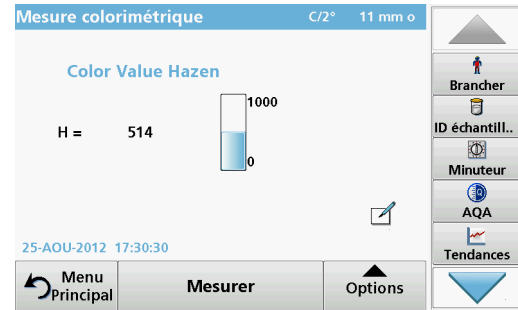 Mesure colorimétrique C/2° 11 mm o
Color Value Hazen
1000
H = 514
0
25-AOU-2012 17:30:30
Menu
Principal
Mesurer
Options
Brancher
ID échantill..
Minuteur
AQA
Tendances